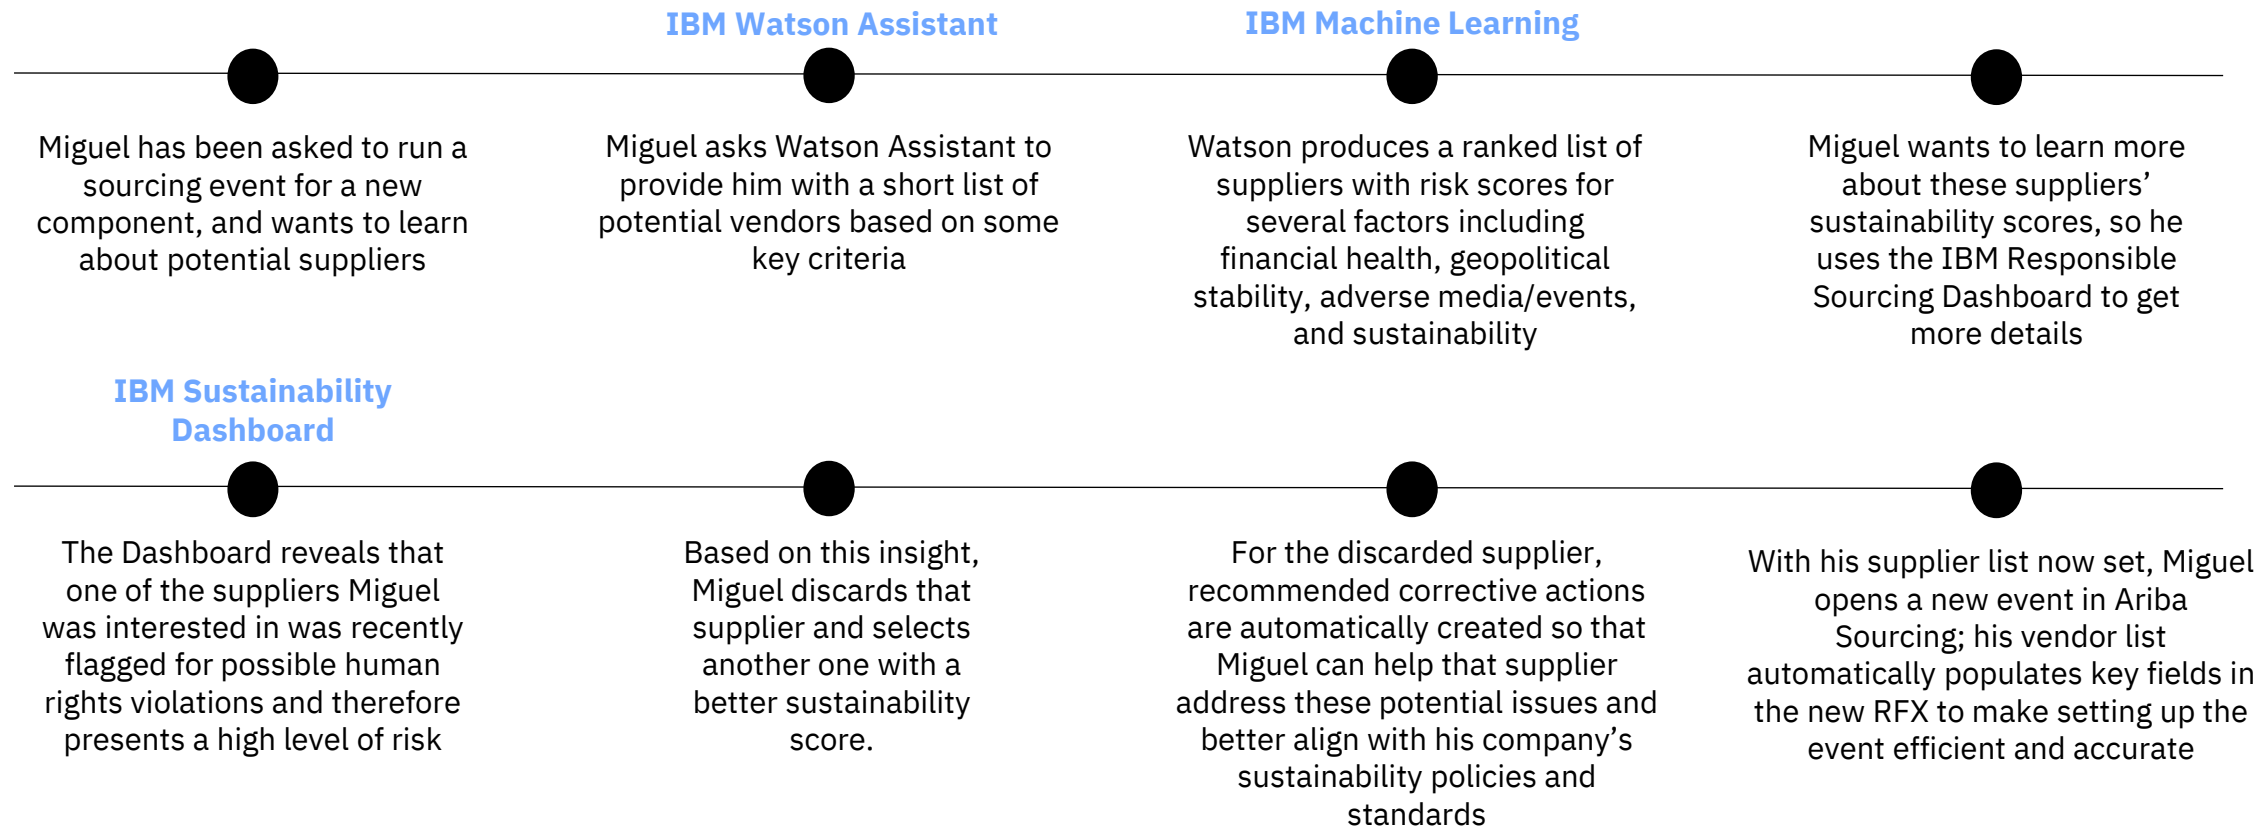 IBM Watson Assistant
IBM Machine Learning
Miguel has been asked to run a
sourcing event for a new
component, and wants to learn
about potential suppliers
Miguel asks Watson Assistant to
provide him with a short list of
potential vendors based on some
key criteria
Watson produces a ranked list of
suppliers with risk scores for
several factors including
financial health, geopolitical
stability, adverse media/events,
and sustainability
Miguel wants to learn more
about these suppliers’
sustainability scores, so he
uses the IBM Responsible
Sourcing Dashboard to get
more details
IBM Sustainability
Dashboard
The Dashboard reveals that
one of the suppliers Miguel
was interested in was recently
flagged for possible human
rights violations and therefore
presents a high level of risk
Based on this insight,
Miguel discards that
supplier and selects
another one with a
better sustainability
score.
For the discarded supplier,
recommended corrective actions
are automatically created so that
Miguel can help that supplier
address these potential issues and
better align with his company’s
sustainability policies and
standards
With his supplier list now set, Miguel
opens a new event in Ariba
Sourcing; his vendor list
automatically populates key fields in
the new RFX to make setting up the
event efficient and accurate